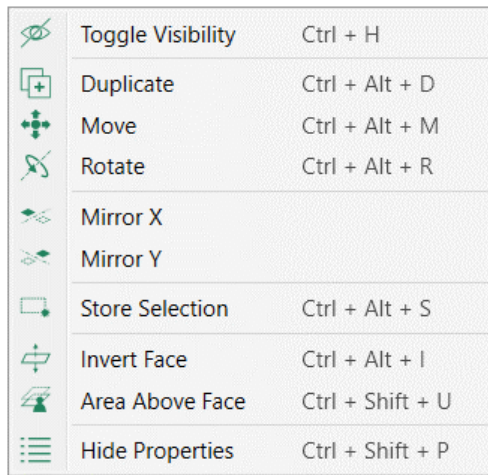 Toggle Visibility Ctrl + H
Duplicate Ctrl + Alt + D
Move Ctrl + Alt + M
Rotate Ctrl + Alt + R
Mirror X
Mirror Y
Store Selection Ctrl + Alt + S
Invert Face Ctrl + Alt + I
Area Above Face Ctrl + Shift + U
Hide Properties Ctrl + Shift + P